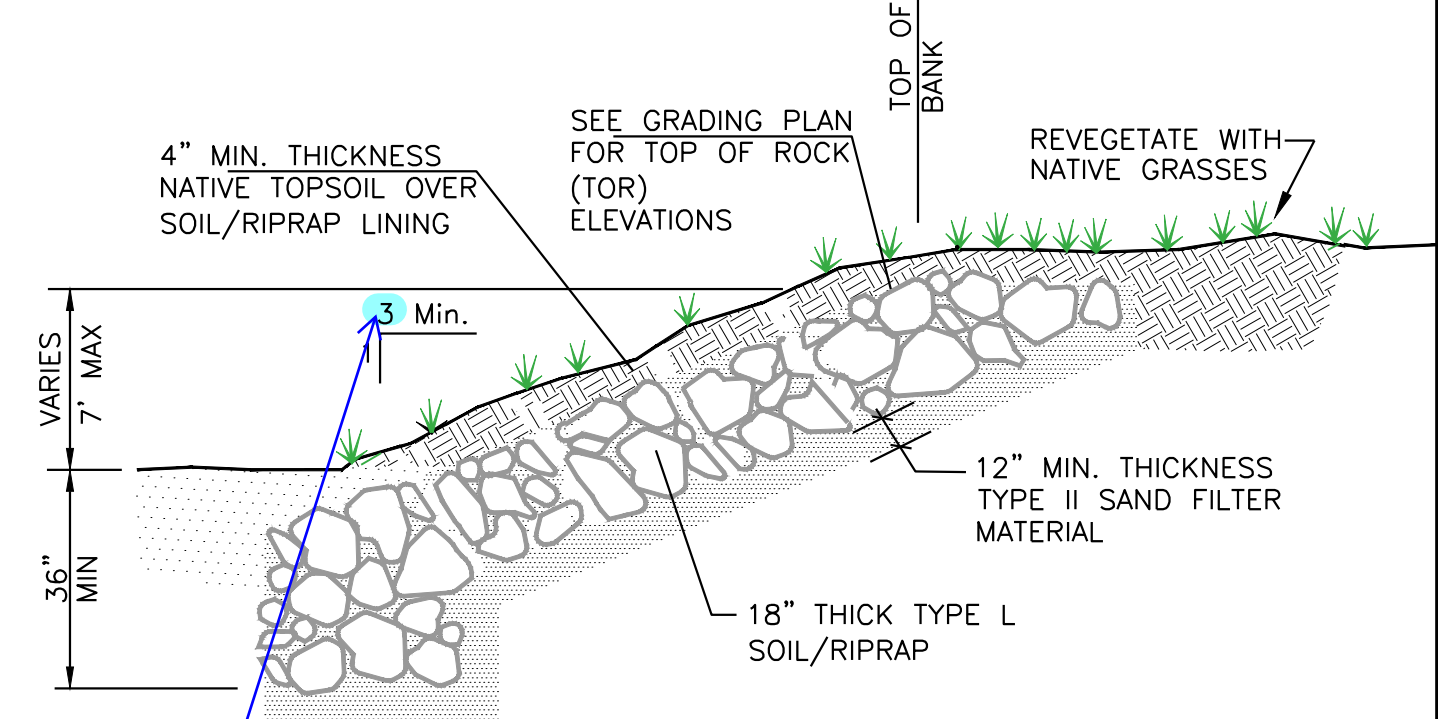 TOP OF
BANK
SEE GRADING PLAN
FOR TOP OF ROCK
(TOR)
ELEVATIONS
REVEGETATE WITH
NATIVE GRASSES
4” MIN. THICKNESS
NATIVE TOPSOIL OVER
SOIL/RIPRAP LINING
3 Min.
1
VARIES
7’ MAX
12” MIN. THICKNESS
TYPE II SAND FILTER
MATERIAL
36”
MIN
18” THICK TYPE L
SOIL/RIPRAP